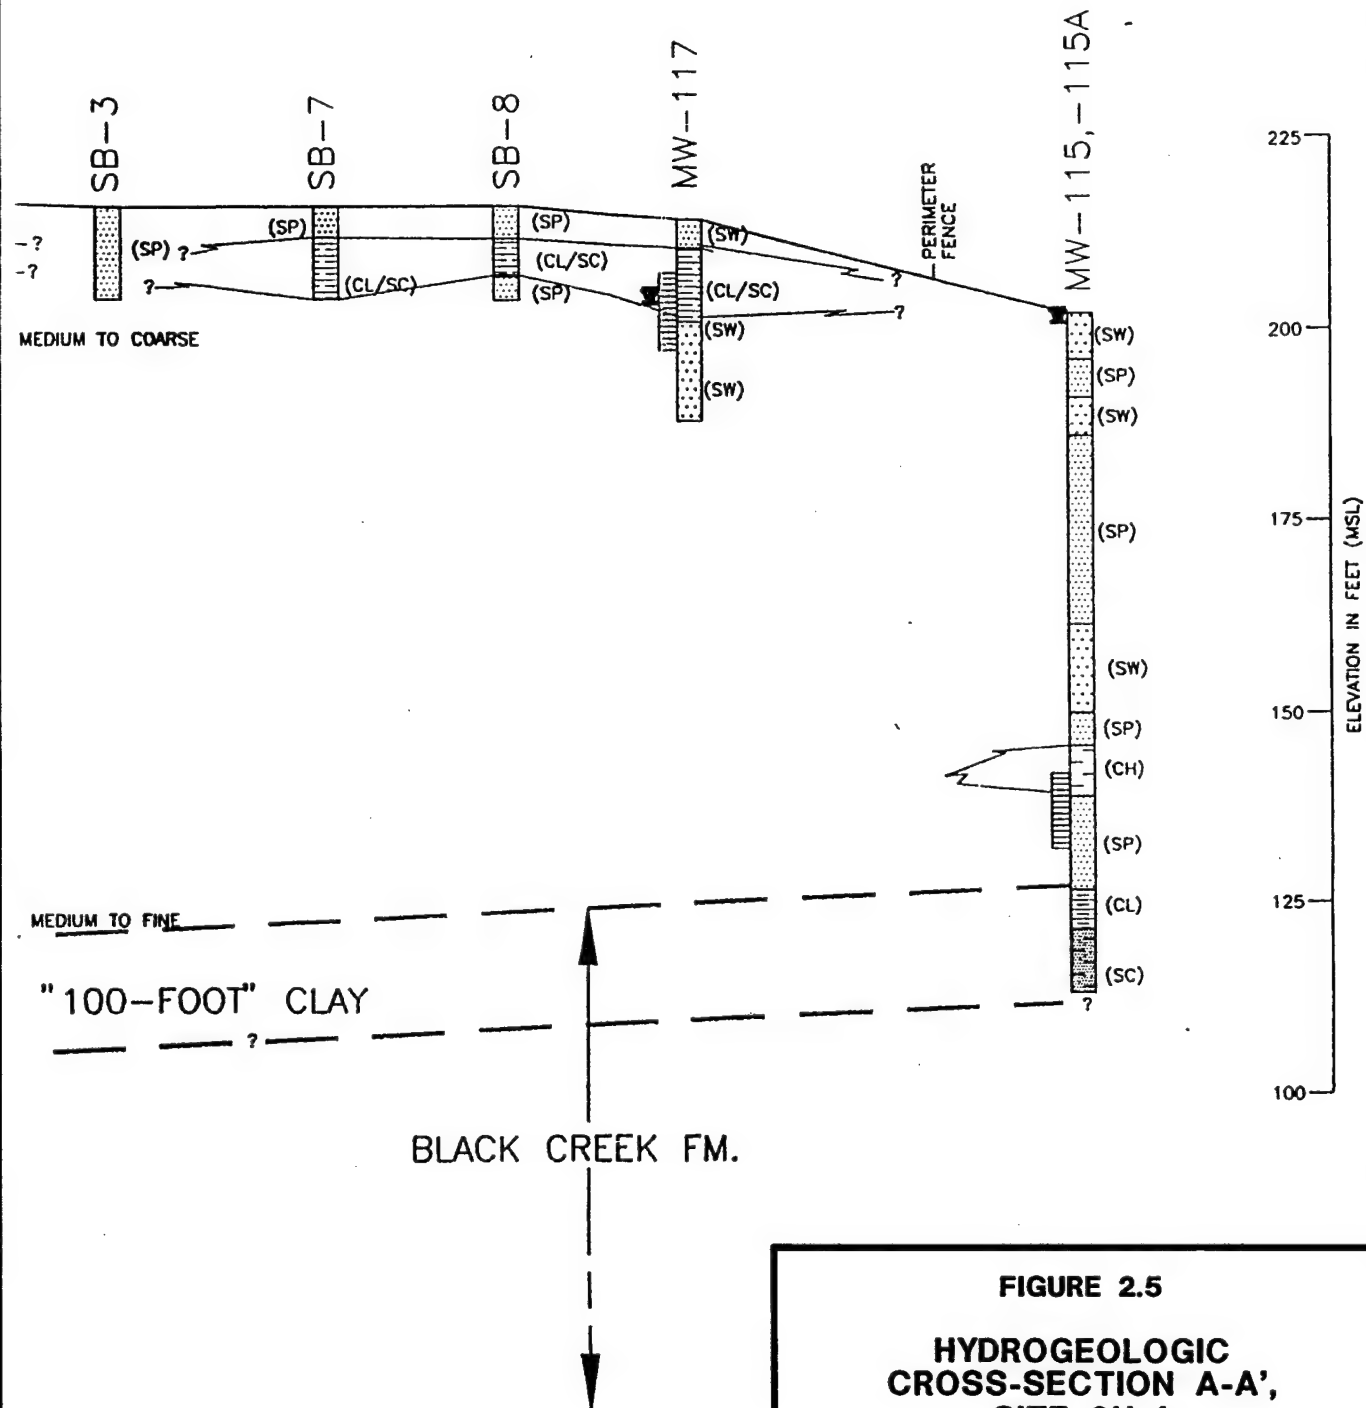 SB-3
SB-7
SB-8
MW-117
MW-115,-115A
PERIMETER
FENCE
225
200
175
150
125
100
ELEVATION IN FEET (MSL)
-?
-?
(SP)
?
?
(SP)
(CL/SC)
(SP)
(CL/SC)
(SP)
(SW)
(CL/SC)
(SW)
(SW)
?
?
MEDIUM TO COARSE
(SW)
(SP)
(SW)
(SP)
(SW)
(SP)
(CH)
(SP)
(CL)
(SC)
?
MEDIUM TO FINE
"100-FOOT" CLAY
?
BLACK CREEK FM.
FIGURE 2.5
HYDROGEOLOGIC
CROSS-SECTION A-A',